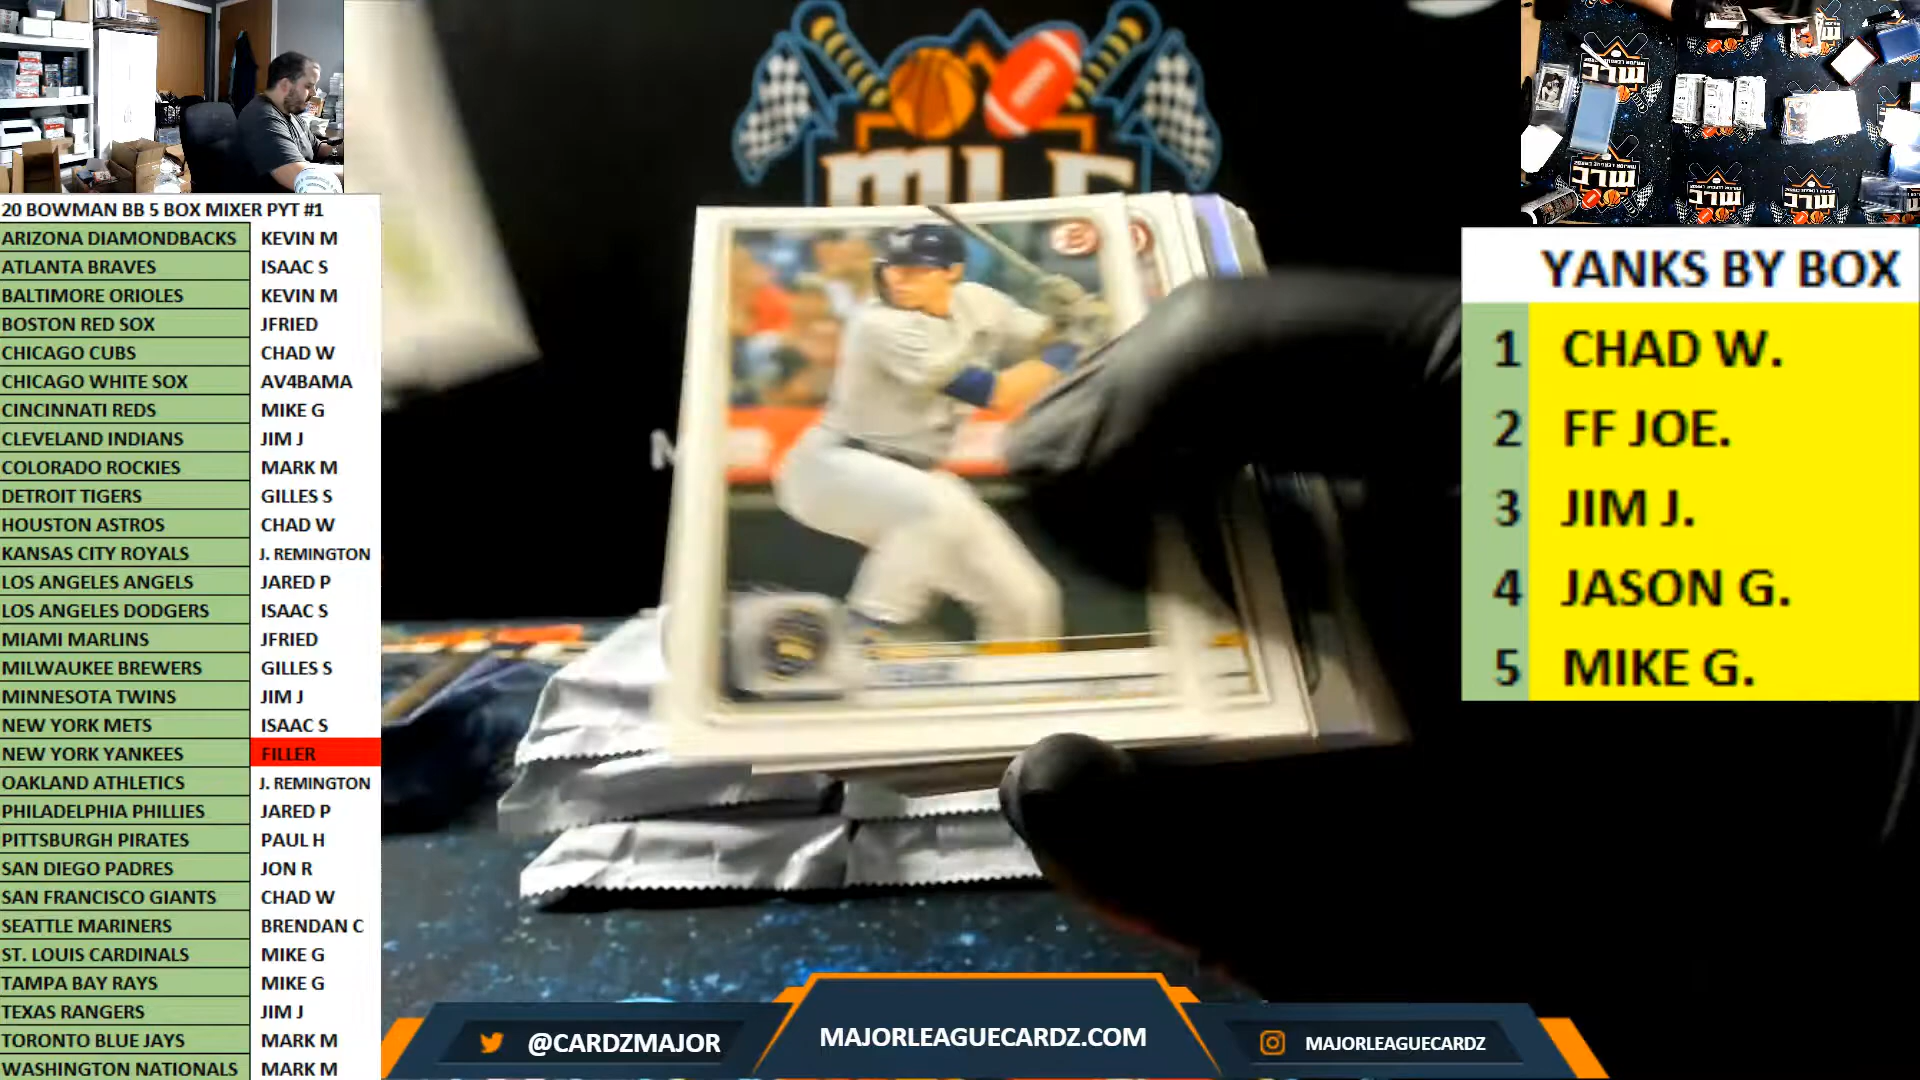 20 BOWMAN BB 5 BOX MIXER PYT #1
ARIZONA DIAMONDBACKS KEVIN M
ATLANTA BRAVES ISAAC S
BALTIMORE ORIOLES KEVIN M
BOSTON RED SOX JFRIED
CHICAGO CUBS CHAD W
CHICAGO WHITE SOX AV4BAMA
CINCINNATI REDS MIKE G
CLEVELAND INDIANS JIM J
COLORADO ROCKIES MARK M
DETROIT TIGERS GILLES S
HOUSTON ASTROS CHAD W
KANSAS CITY ROYALS J. REMINGTON
LOS ANGELES ANGELS JARED P
LOS ANGELES DODGERS ISAAC S
MIAMI MARLINS JFRIED
MILWAUKEE BREWERS GILLES S
MINNESOTA TWINS JIM J
NEW YORK METS ISAAC S
NEW YORK YANKEES FILLER
OAKLAND ATHLETICS J. REMINGTON
PHILADELPHIA PHILLIES JARED P
PITTSBURGH PIRATES PAUL H
SAN DIEGO PADRES JON R
SAN FRANCISCO GIANTS CHAD W
SEATTLE MARINERS BRENDAN C
ST. LOUIS CARDINALS MIKE G
TAMPA BAY RAYS MIKE G
TEXAS RANGERS JIM J
TORONTO BLUE JAYS MARK M
WASHINGTON NATIONALS MARK M
YANKS BY BOX
1 CHAD W.
2 FF JOE.
3 JIM J.
4 JASON G.
5 MIKE G.
@CARDZMAJOR
MAJORLEAGUECARDZ.COM
MAJORLEAGUECARDZ